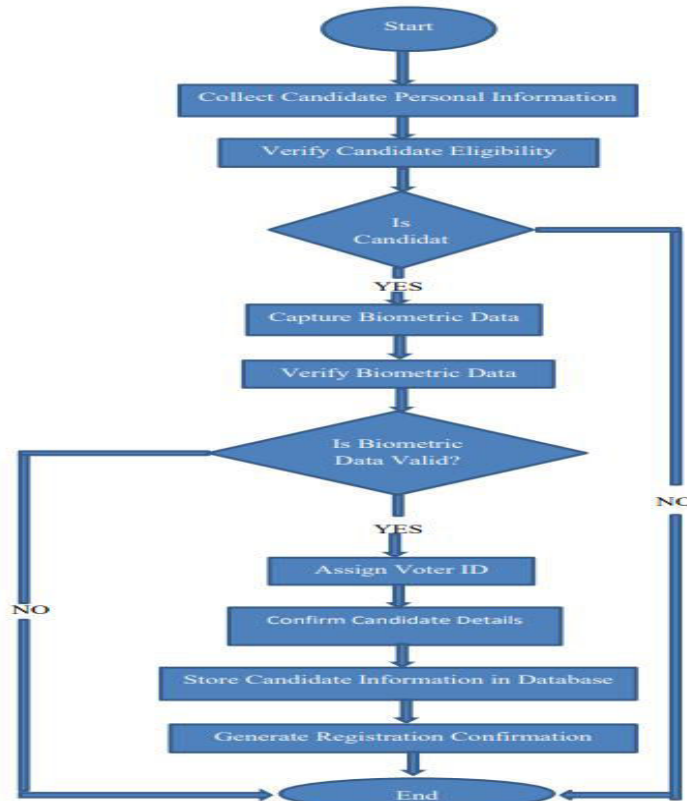 Start
Collect Candidate Personal Information
Verify Candidate Eligibility
Is
Candidat
YES
Capture Biometric Data
Verify Biometric Data
Is Biometric
Data Valid?
NO
YES
Assign Voter ID
NO
Confirm Candidate Details
Store Candidate Information in Database
Generate Registration Confirmation
End